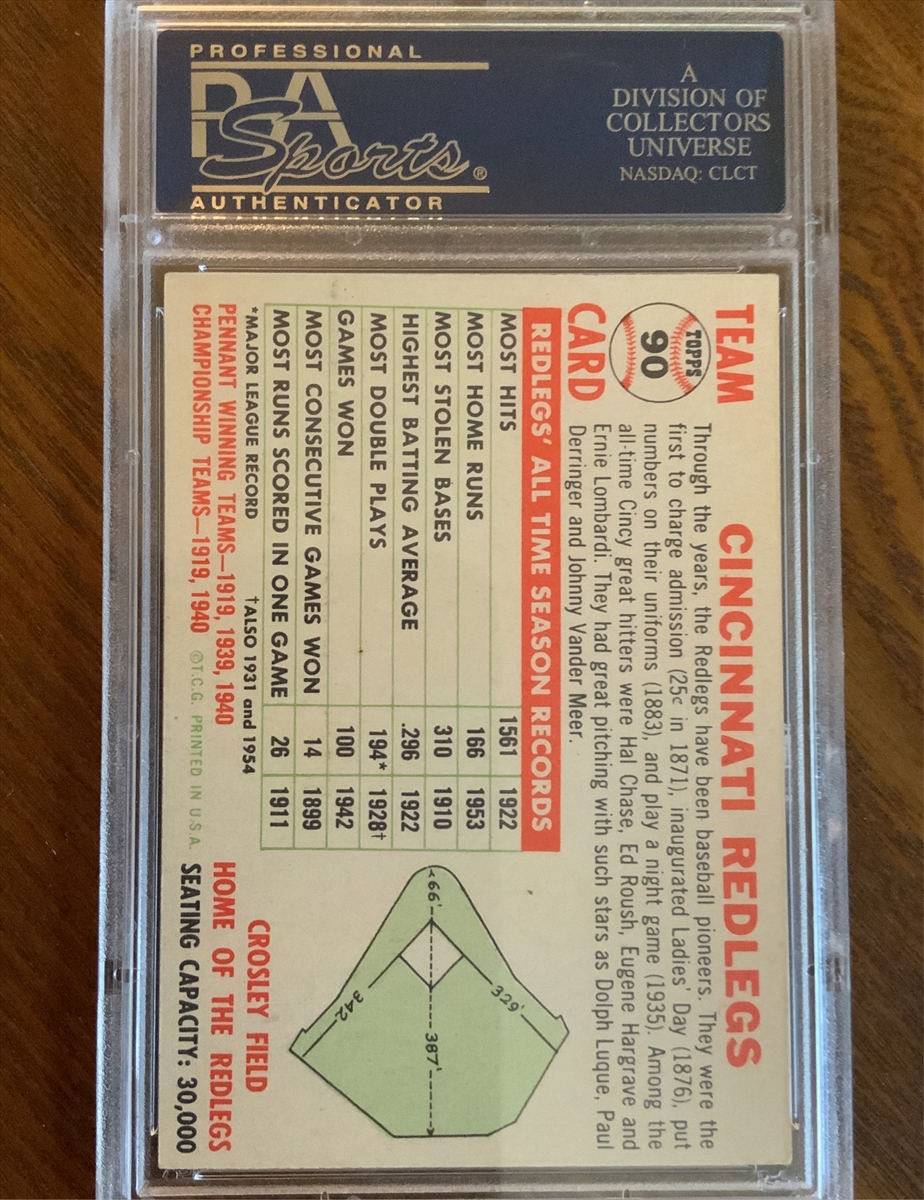 PROFESSIONAL
PSA
Sports®
AUTHENTICATOR
A
DIVISION OF
COLLECTORS
UNIVERSE
NASDAQ: CLCT
TEAM
TOPPS
90
CARD
CINCINNATI REDLEGS
Through the years, the Redlegs have been baseball pioneers. They were the
first to charge admission (25¢ in 1871), inaugurated Ladies' Day (1876), put
numbers on their uniforms (1883), and play a night game (1935). Among the
all-time Cincy great hitters were Hal Chase, Ed Roush, Eugene Hargrave and
Ernie Lombardi. They had great pitching with such stars as Dolph Luque, Paul
Derringer and Johnny Vander Meer.
REDLEGS' ALL TIME SEASON RECORDS
MOST HITS 1561 1922
MOST HOME RUNS 166 1953
MOST STOLEN BASES 310 1910
HIGHEST BATTING AVERAGE .296 1922
MOST DOUBLE PLAYS 194* 1928†
GAMES WON 100 1942
MOST CONSECUTIVE GAMES WON 14 1899
MOST RUNS SCORED IN ONE GAME 26 1911
*MAJOR LEAGUE RECORD †ALSO 1931 and 1954
PENNANT WINNING TEAMS—1919, 1939, 1940
CHAMPIONSHIP TEAMS—1919, 1940 ©T.C.G. PRINTED IN U.S.A.
66'
329'
387'
342'
CROSLEY FIELD
HOME OF THE REDLEGS
SEATING CAPACITY: 30,000